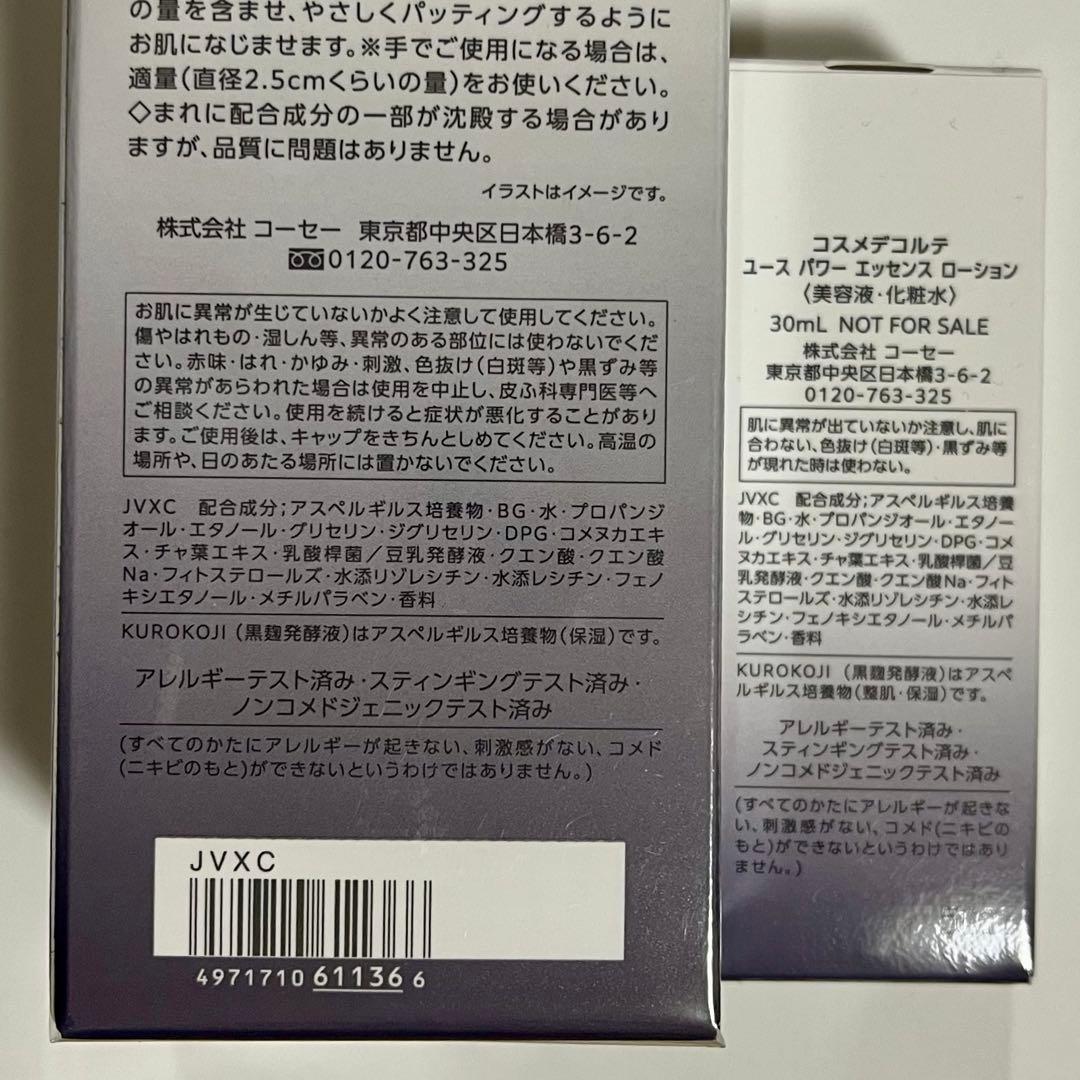 の量を含ませ、やさしくパッティングするように
お肌になじませます。※手でご使用になる場合は、
適量(直径2.5cmくらいの量)をお使いください。
◇まれに配合成分の一部が沈殿する場合があり
ますが、品質に問題はありません。
イラストはイメージです。
株式会社 コーセー 東京都中央区日本橋3-6-2
0120-763-325
お肌に異常が生じていないかよく注意して使用してください。
傷やはれもの・湿しん等、異常のある部位には使わないでくだ
さい。赤味・はれ・かゆみ・刺激、色抜け(白斑等)や黒ずみ等
の異常があらわれた場合は使用を中止し、皮ふ科専門医等へ
ご相談ください。使用を続けると症状が悪化することがあり
ます。ご使用後は、キャップをきちんとしめてください。高温の
場所や、日のあたる場所には置かないでください。
JVXC 配合成分;アスペルギルス培養物・BG・水・プロパンジ
オール・エタノール・グリセリン・ジグリセリン・DPG・コメヌカエキ
ス・チャ葉エキス・乳酸桿菌/豆乳発酵液・クエン酸・クエン酸
Na・フィトステロールズ・水添リゾレシチン・水添レシチン・フェノ
キシエタノール・メチルパラベン・香料
KUROKOJI (黒麹発酵液)はアスペルギルス培養物(保湿)です。
アレルギーテスト済み・スティンギングテスト済み・
ノンコメドジェニックテスト済み
(すべてのかたにアレルギーが起きない、刺激感がない、コメド
(ニキビのもと)ができないというわけではありません。)
JVXC
4971710 61136 6
コスメデコルテ
ユース パワー エッセンス ローション
〈美容液・化粧水〉
30mL NOT FOR SALE
株式会社 コーセー
東京都中央区日本橋3-6-2
0120-763-325
肌に異常が出ていないか注意し、肌に
合わない、色抜け(白斑等)・黒ずみ等
が現れた時は使わない。
JVXC 配合成分;アスペルギルス培養
物・BG・水・プロパンジオール・エタノー
ル・グリセリン・ジグリセリン・DPG・コメ
ヌカエキス・チャ葉エキス・乳酸桿菌/豆
乳発酵液・クエン酸・クエン酸Na・フィト
ステロールズ・水添リゾレシチン・水添レ
シチン・フェノキシエタノール・メチルパ
ラベン・香料
KUROKOJI (黒麹発酵液)はアスペ
ルギルス培養物(整肌・保湿)です。
アレルギーテスト済み・
スティンギングテスト済み・
ノンコメドジェニックテスト済み
(すべてのかたにアレルギーが起きな
い、刺激感がない、コメド(ニキビの
もと)ができないというわけではあり
ません。)